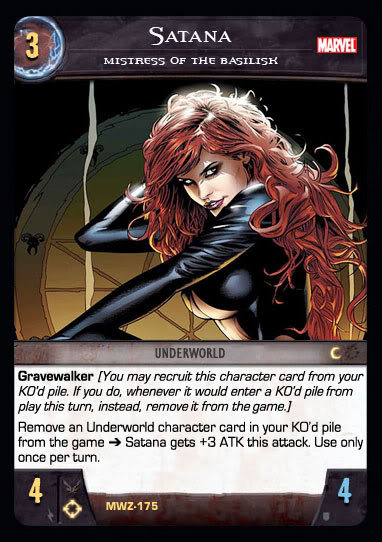 3
SATANA
MARVEL
MISTRESS OF THE BASILISK
UNDERWORLD
C
Gravewalker [You may recruit this character card from your
KO'd pile. If you do, whenever it would enter a KO'd pile from
play this turn, instead, remove it from the game.]
Remove an Underworld character card in your KO'd pile
from the game ➔ Satana gets +3 ATK this attack. Use only
once per turn.
4
MWZ-175
4